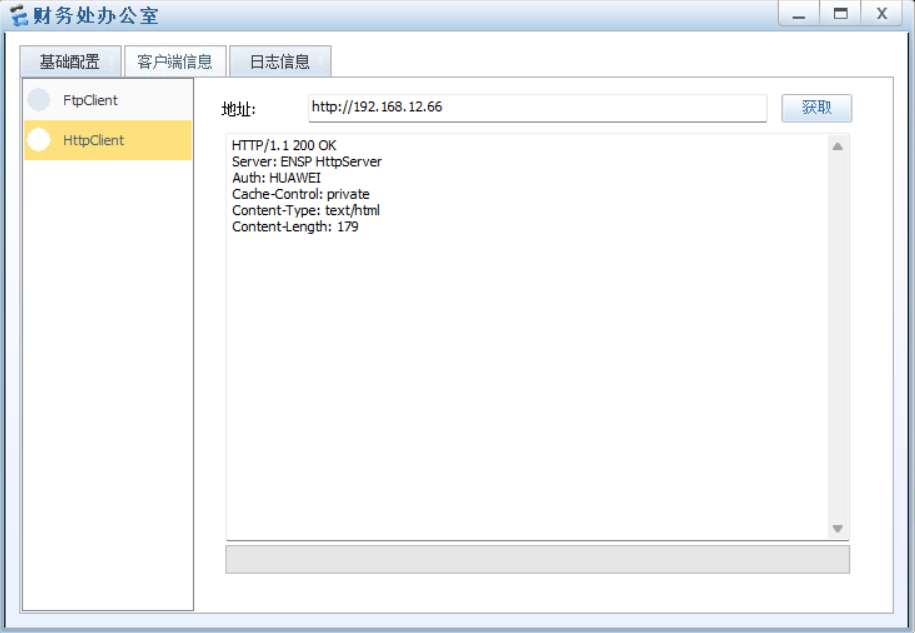 财务处办公室
基础配置 客户端信息 日志信息
FtpClient
HttpClient
地址: http://192.168.12.66 获取
HTTP/1.1 200 OK
Server: ENSP HttpServer
Auth: HUAWEI
Cache-Control: private
Content-Type: text/html
Content-Length: 179